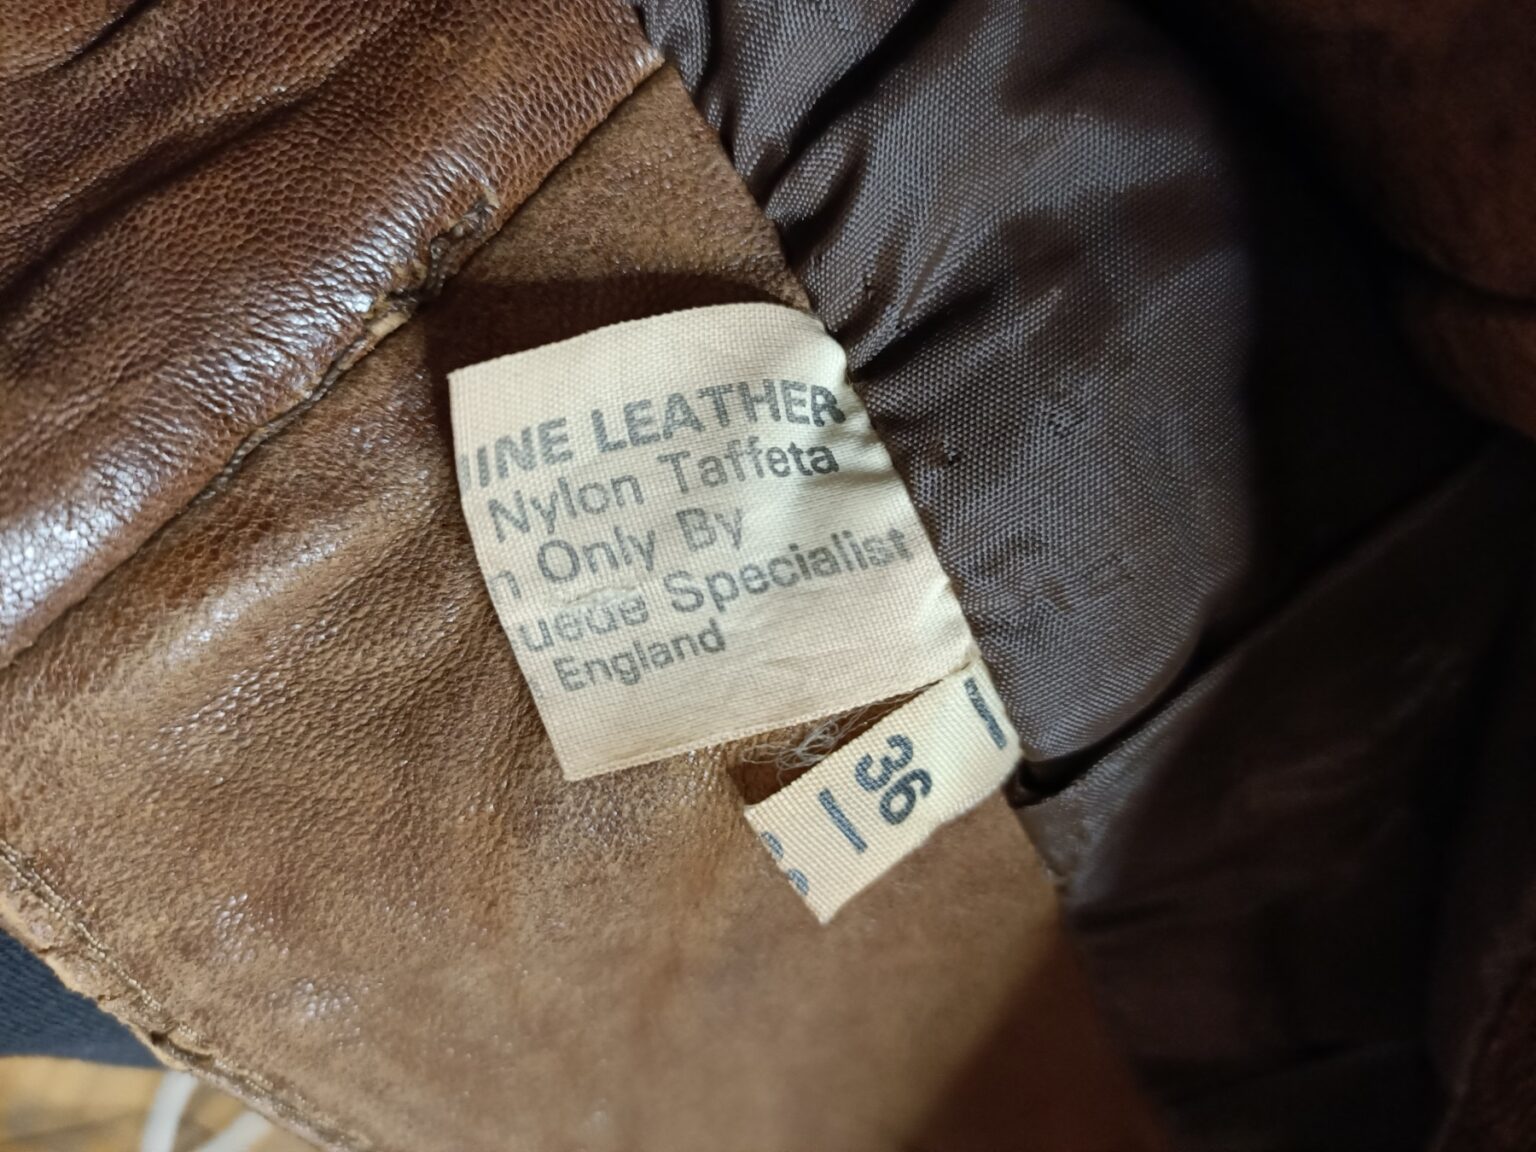 INE LEATHER
Nylon Taffeta
n Only By
uede Specialist
England
36